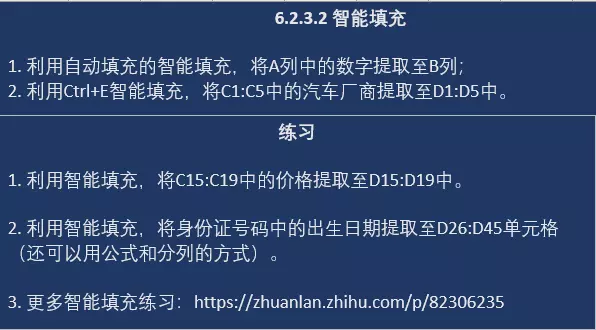 6.2.3.2 智能填充
1. 利用自动填充的智能填充，将A列中的数字提取至B列；
2. 利用Ctrl+E智能填充，将C1:C5中的汽车厂商提取至D1:D5中。
练习
1. 利用智能填充，将C15:C19中的价格提取至D15:D19中。
2. 利用智能填充，将身份证号码中的出生日期提取至D26:D45单元格
（还可以用公式和分列的方式）。
3. 更多智能填充练习：https://zhuanlan.zhihu.com/p/82306235